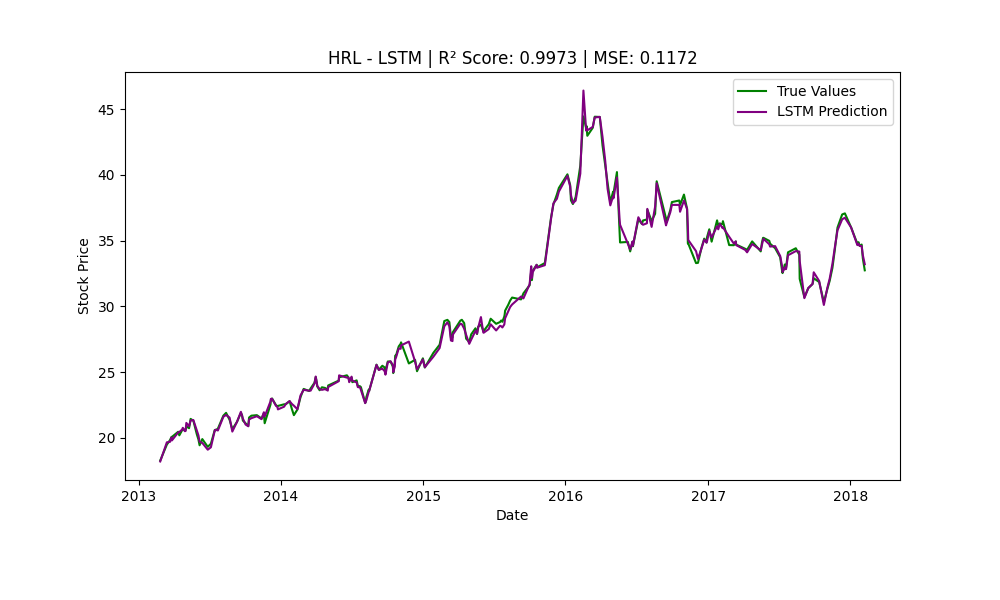 HRL - LSTM | R² Score: 0.9973 | MSE: 0.1172
True Values
LSTM Prediction
Stock Price
45
40
35
30
25
20
2013 2014 2015 2016 2017 2018
Date